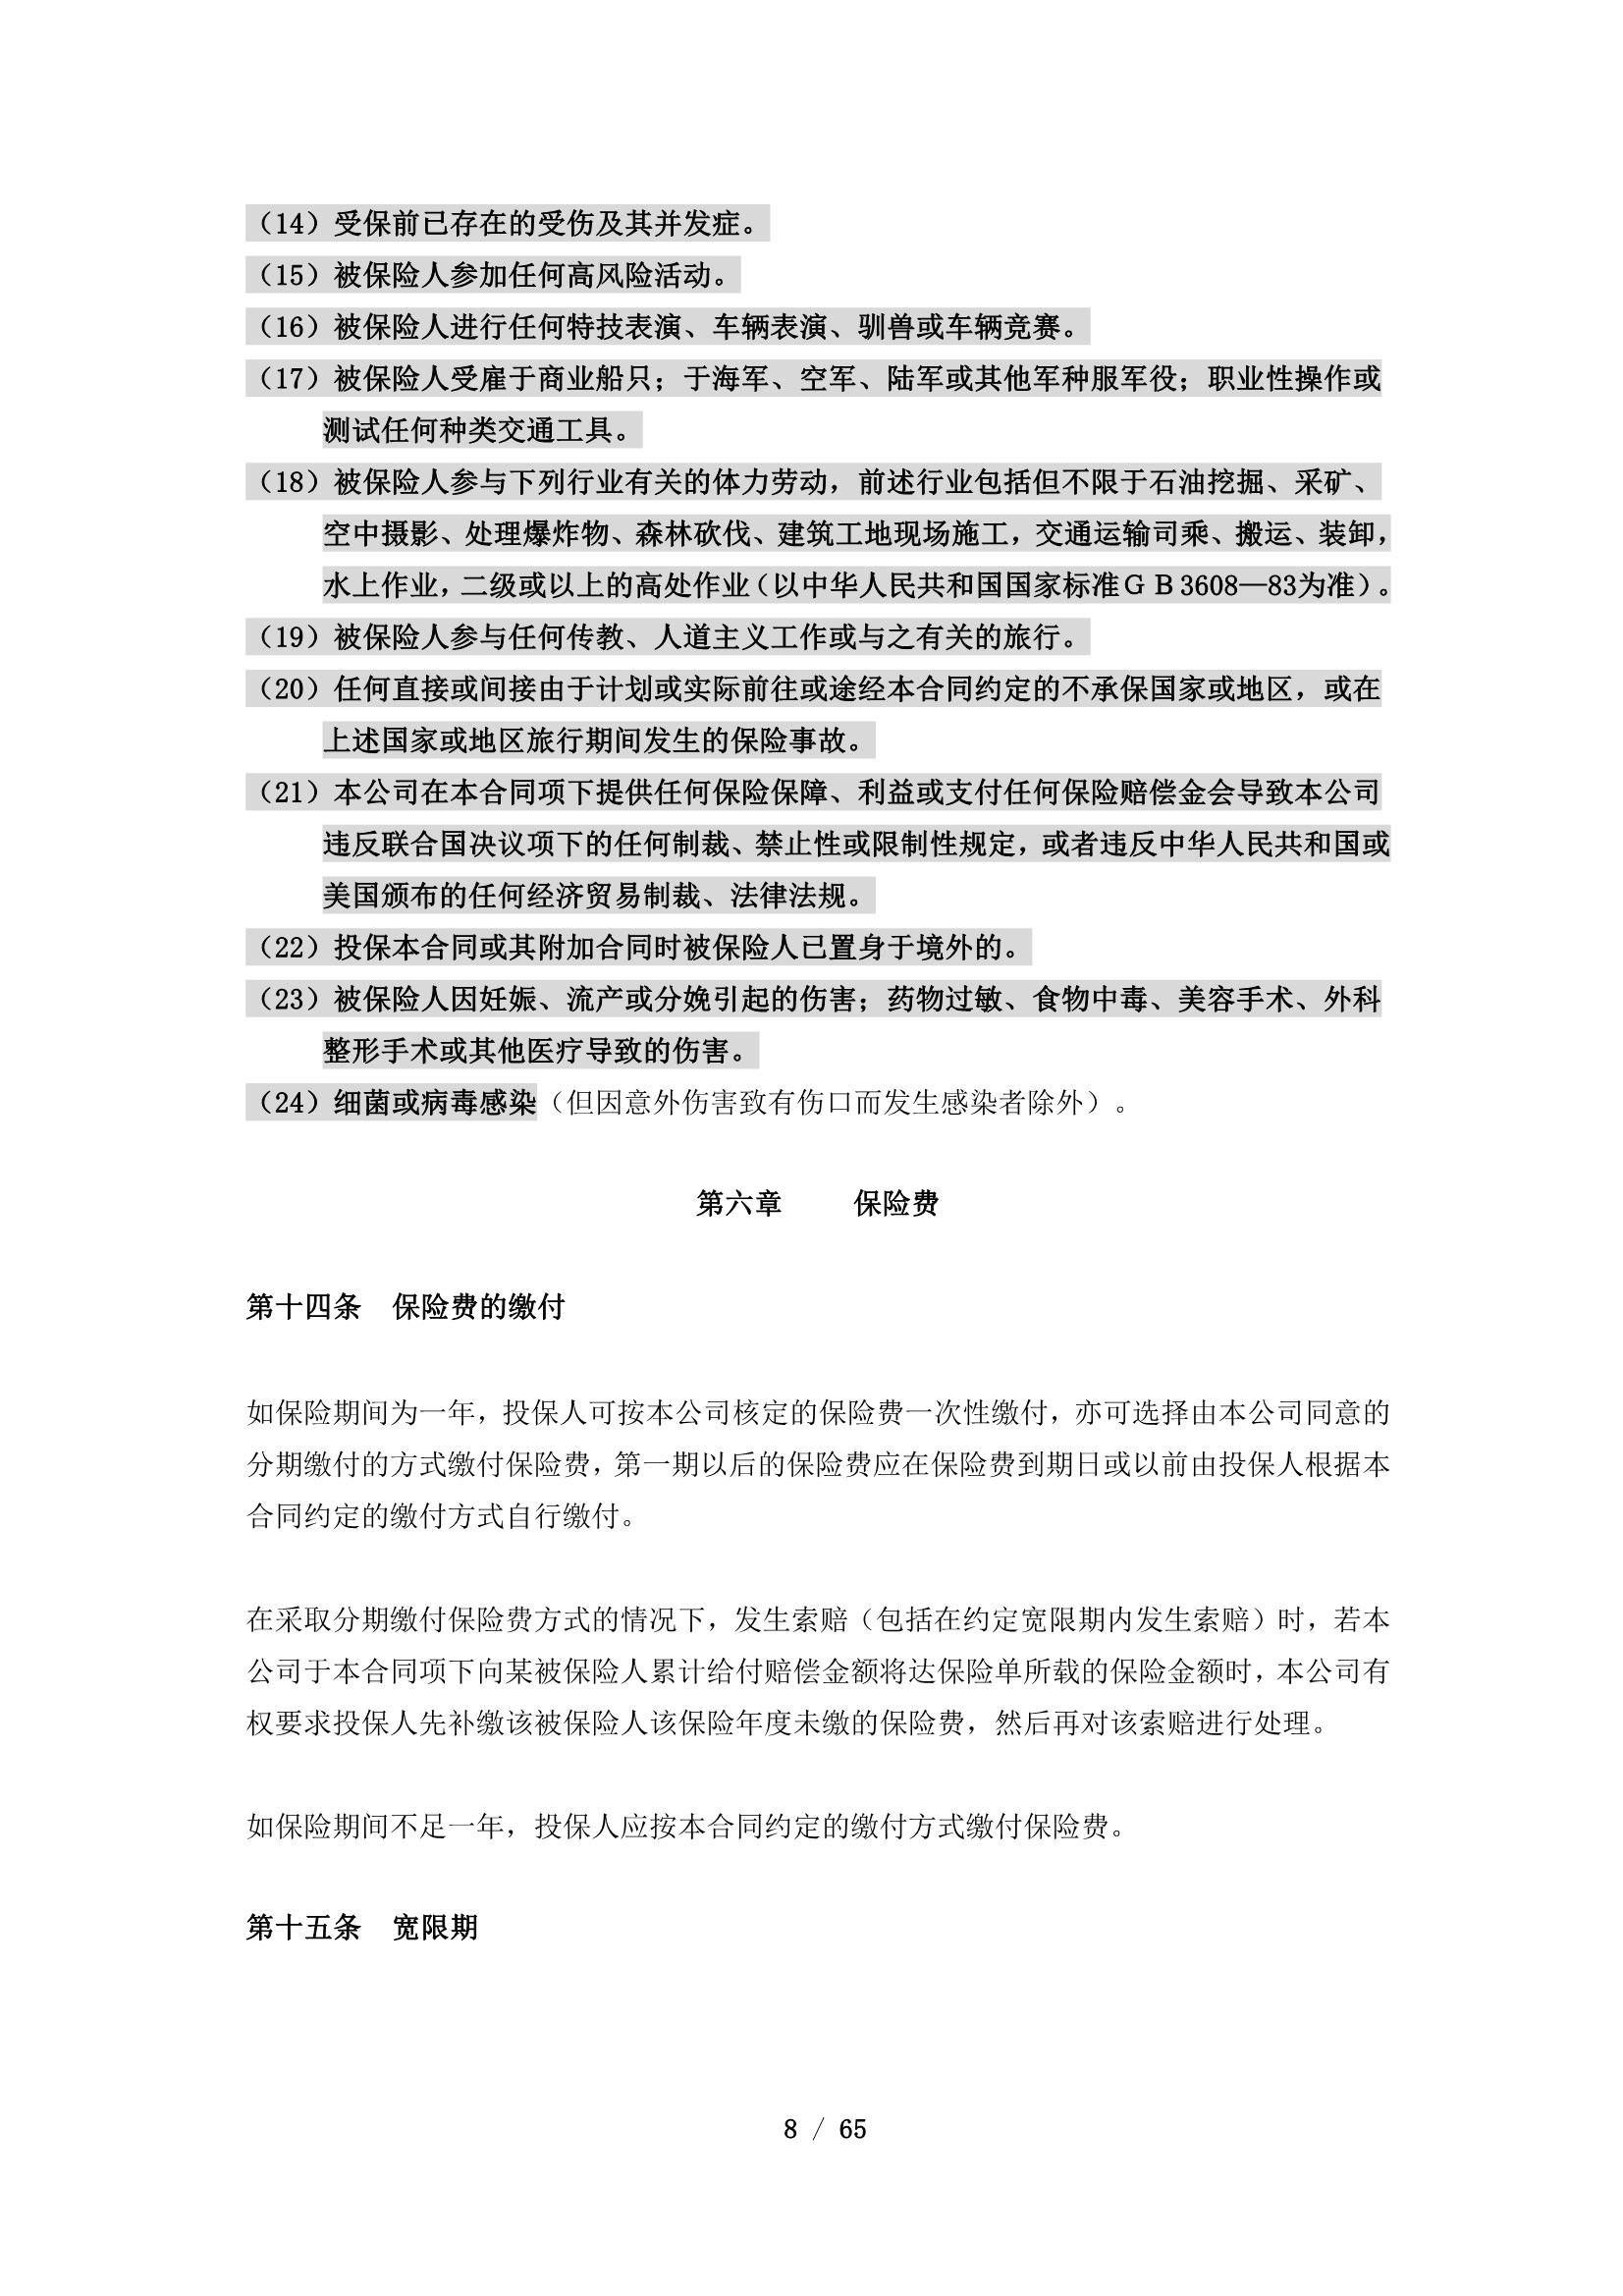 （14）受保前已存在的受伤及其并发症。
（15）被保险人参加任何高风险活动。
（16）被保险人进行任何特技表演、车辆表演、驯兽或车辆竞赛。
（17）被保险人受雇于商业船只；于海军、空军、陆军或其他军种服军役；职业性操作或
测试任何种类交通工具。
（18）被保险人参与下列行业有关的体力劳动，前述行业包括但不限于石油挖掘、采矿、
空中摄影、处理爆炸物、森林砍伐、建筑工地现场施工，交通运输司乘、搬运、装卸，
水上作业，二级或以上的高处作业（以中华人民共和国国家标准ＧＢ3608—83为准）。
（19）被保险人参与任何传教、人道主义工作或与之有关的旅行。
（20）任何直接或间接由于计划或实际前往或途经本合同约定的不承保国家或地区，或在
上述国家或地区旅行期间发生的保险事故。
（21）本公司在本合同项下提供任何保险保障、利益或支付任何保险赔偿金会导致本公司
违反联合国决议项下的任何制裁、禁止性或限制性规定，或者违反中华人民共和国或
美国颁布的任何经济贸易制裁、法律法规。
（22）投保本合同或其附加合同时被保险人已置身于境外的。
（23）被保险人因妊娠、流产或分娩引起的伤害；药物过敏、食物中毒、美容手术、外科
整形手术或其他医疗导致的伤害。
（24）细菌或病毒感染（但因意外伤害致有伤口而发生感染者除外）。
第六章 保险费
第十四条 保险费的缴付
如保险期间为一年，投保人可按本公司核定的保险费一次性缴付，亦可选择由本公司同意的
分期缴付的方式缴付保险费，第一期以后的保险费应在保险费到期日或以前由投保人根据本
合同约定的缴付方式自行缴付。
在采取分期缴付保险费方式的情况下，发生索赔（包括在约定宽限期内发生索赔）时，若本
公司于本合同项下向某被保险人累计给付赔偿金额将达保险单所载的保险金额时，本公司有
权要求投保人先补缴该被保险人该保险年度未缴的保险费，然后再对该索赔进行处理。
如保险期间不足一年，投保人应按本合同约定的缴付方式缴付保险费。
第十五条 宽限期
8 / 65